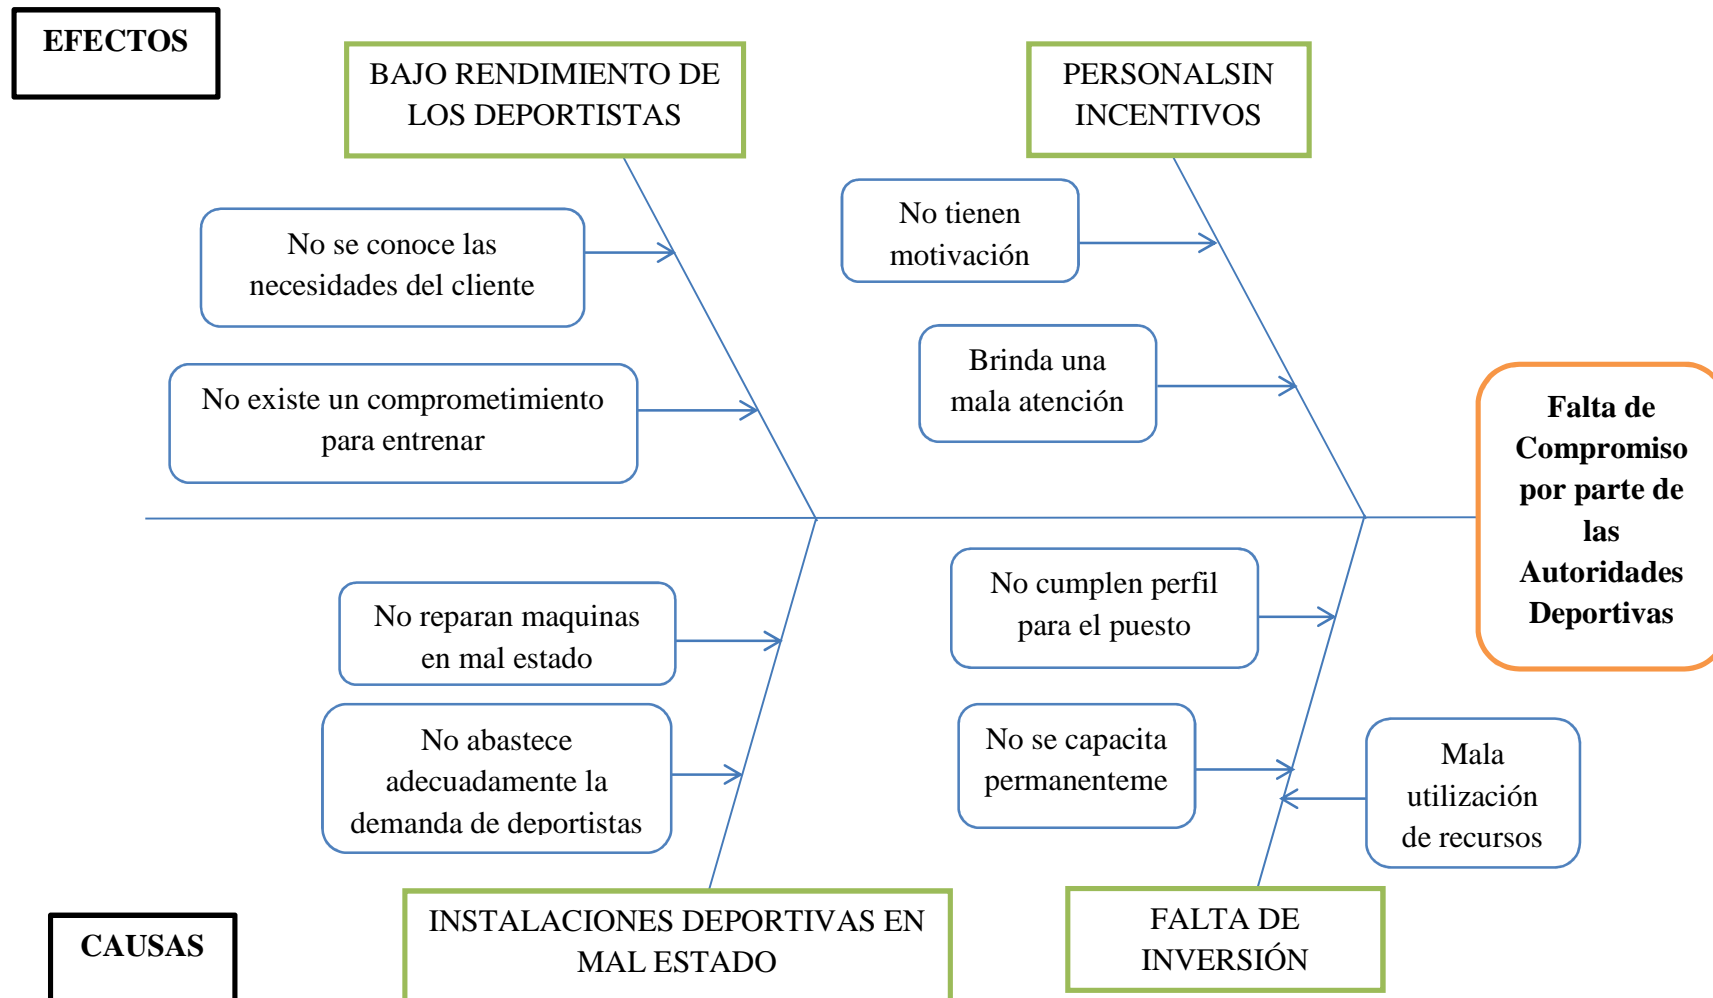 EFECTOS
BAJO RENDIMIENTO DE
LOS DEPORTISTAS
PERSONALSIN
INCENTIVOS
No se conoce las
necesidades del cliente
No tienen
motivación
No existe un comprometimiento
para entrenar
Brinda una
mala atención
Falta de
Compromiso
por parte de
las
Autoridades
Deportivas
No reparan maquinas
en mal estado
No cumplen perfil
para el puesto
No abastece
adecuadamente la
demanda de deportistas
No se capacita
permanenteme
Mala
utilización
de recursos
CAUSAS
INSTALACIONES DEPORTIVAS EN
MAL ESTADO
FALTA DE
INVERSIÓN